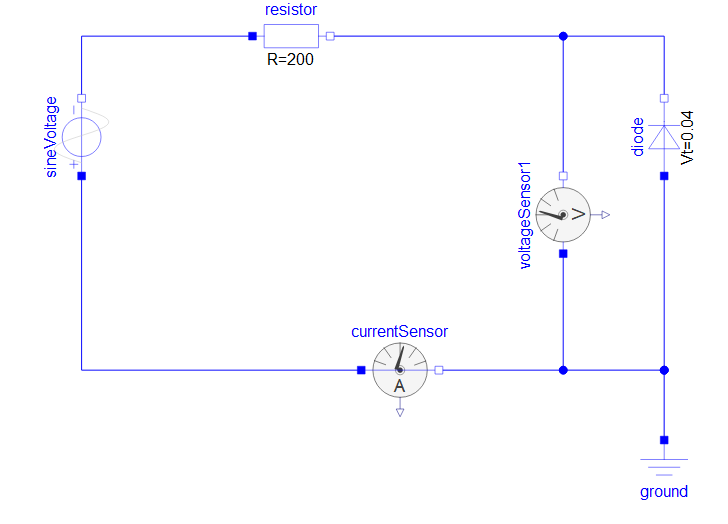 resistor
R=200
sineVoltage
−
+
diode
Vt=0.04
voltageSensor1
V
currentSensor
A
ground